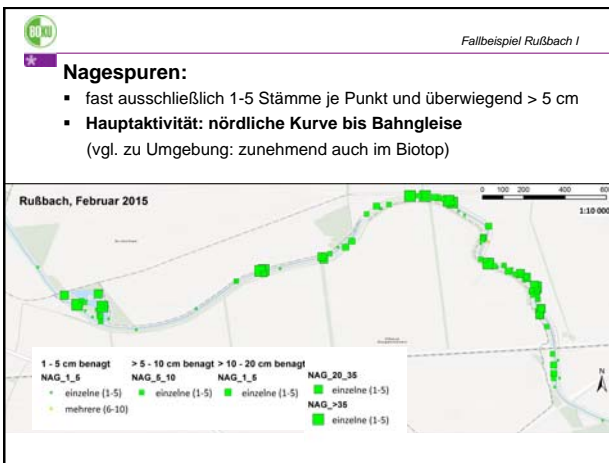 BOKU
Fallbeispiel Rußbach I
Nagespuren:
▪ fast ausschließlich 1-5 Stämme je Punkt und überwiegend > 5 cm
▪ Hauptaktivität: nördliche Kurve bis Bahngleise
(vgl. zu Umgebung: zunehmend auch im Biotop)
Rußbach, Februar 2015
0 100 200 400 600
1:10 000
1 - 5 cm benagt > 5 - 10 cm benagt > 10 - 20 cm benagt
NAG_1_5 NAG_5_10 NAG_1_5 NAG_20_35
einzelne (1-5) einzelne (1-5) einzelne (1-5) einzelne (1-5)
mehrere (6-10) NAG_>35
einzelne (1-5)
N